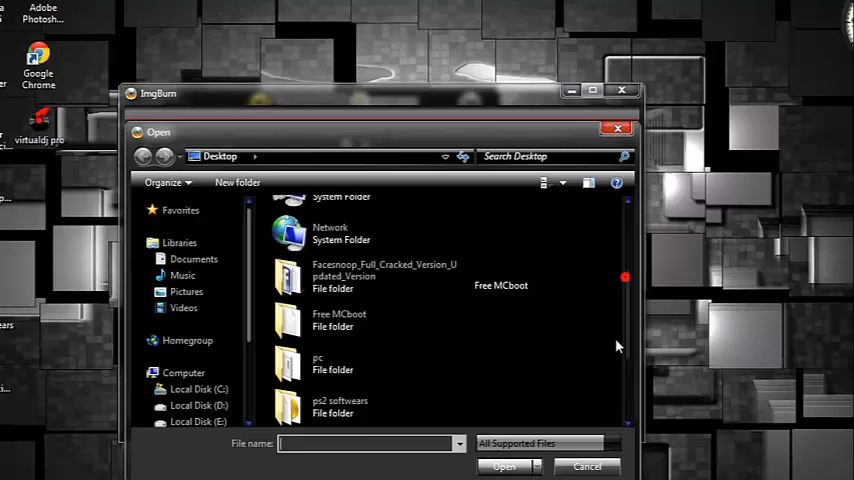 Adobe
Photosh...
Google
Chrome
virtualdj pro
ImgBurn
Open
Desktop
Search Desktop
Organize
New folder
System Folder
Favorites
Network
System Folder
Libraries
Documents
Music
Pictures
Videos
Facesnoop_Full_Cracked_Version_U
pdated_Version
File folder
Free MCboot
Free MCboot
File folder
Homegroup
pc
File folder
Computer
Local Disk (C:)
Local Disk (D:)
Local Disk (E:)
ps2 softwears
File folder
ears
File name:
All Supported Files
Open
Cancel